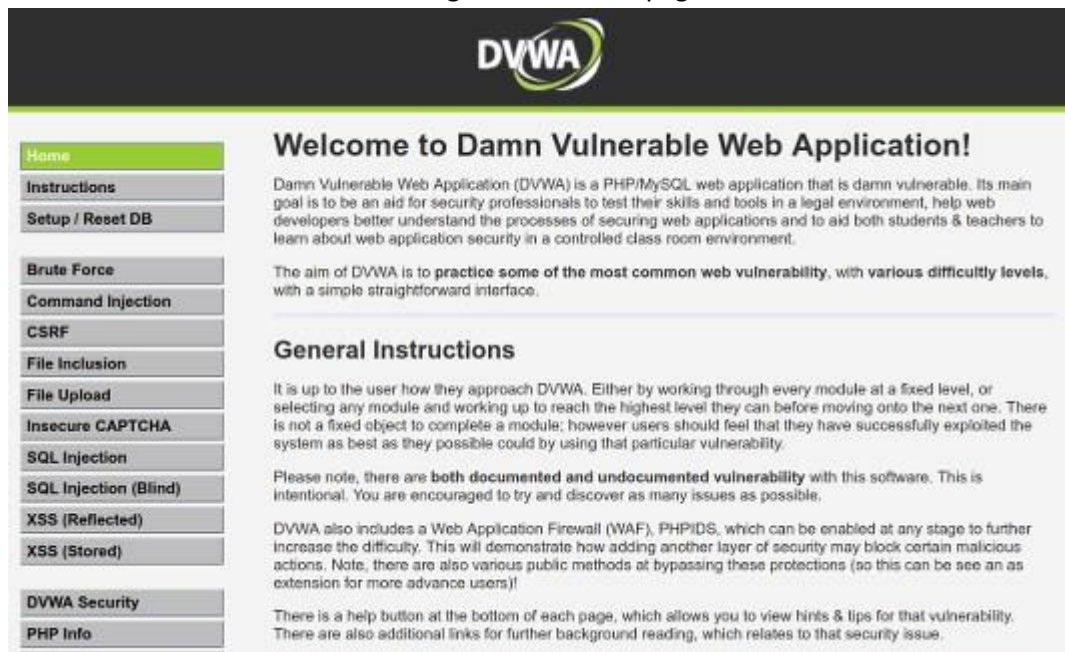 DVWA
Home
Instructions
Setup / Reset DB
Brute Force
Command Injection
CSRF
File Inclusion
File Upload
Insecure CAPTCHA
SQL Injection
SQL Injection (Blind)
XSS (Reflected)
XSS (Stored)
DVWA Security
PHP Info
Welcome to Damn Vulnerable Web Application!
Damn Vulnerable Web Application (DVWA) is a PHP/MySQL web application that is damn vulnerable. Its main
goal is to be an aid for security professionals to test their skills and tools in a legal environment, help web
developers better understand the processes of securing web applications and to aid both students & teachers to
learn about web application security in a controlled class room environment.
The aim of DVWA is to practice some of the most common web vulnerability, with various difficultly levels,
with a simple straightforward interface.
General Instructions
It is up to the user how they approach DVWA. Either by working through every module at a fixed level, or
selecting any module and working up to reach the highest level they can before moving onto the next one. There
is not a fixed object to complete a module; however users should feel that they have successfully exploited the
system as best as they possible could by using that particular vulnerability.
Please note, there are both documented and undocumented vulnerability with this software. This is
intentional. You are encouraged to try and discover as many issues as possible.
DVWA also includes a Web Application Firewall (WAF), PHPIDS, which can be enabled at any stage to further
increase the difficulty. This will demonstrate how adding another layer of security may block certain malicious
actions. Note, there are also various public methods at bypassing these protections (so this can be see an as
extension for more advance users)!
There is a help button at the bottom of each page, which allows you to view hints & tips for that vulnerability.
There are also additional links for further background reading, which relates to that security issue.